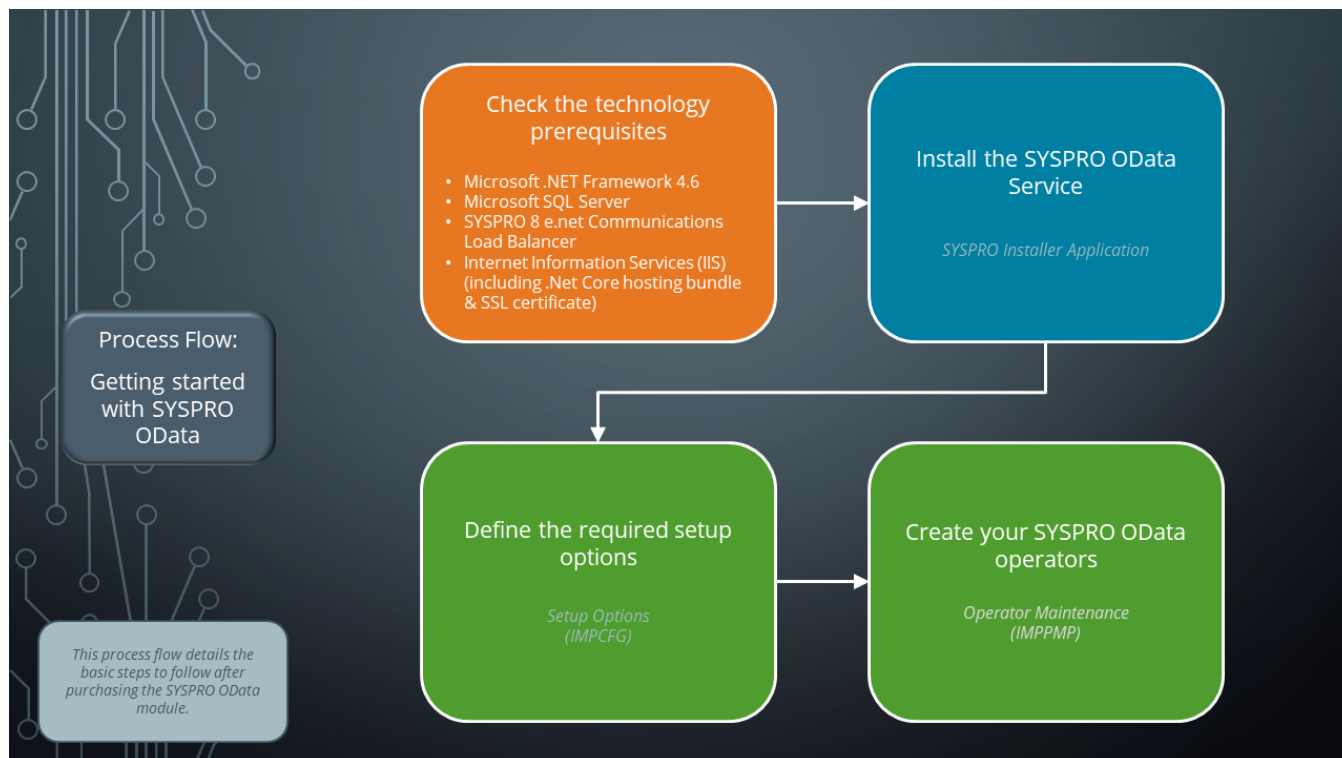 Process Flow:
Getting started
with SYSPRO
OData
This process flow details the
basic steps to follow after
purchasing the SYSPRO OData
module.
Check the technology
prerequisites
• Microsoft .NET Framework 4.6
• Microsoft SQL Server
• SYSPRO 8 e.net Communications
Load Balancer
• Internet Information Services (IIS)
(including .Net Core hosting bundle
& SSL certificate)
Install the SYSPRO OData
Service
SYSPRO Installer Application
Define the required setup
options
Setup Options
(IMPCFG)
Create your SYSPRO OData
operators
Operator Maintenance
(IMPPMP)